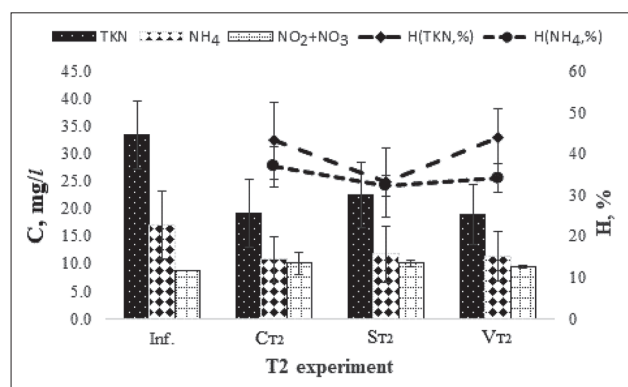 TKN NH₄ NO₂+NO₃ H(TKN,%) H(NH₄,%)
45.0 60
40.0 50
35.0
30.0 40
25.0 30
20.0
15.0 20
10.0 10
5.0
0.0 0
C, mg/l
H, %
Inf. CT2 ST2 VT2
T2 experiment